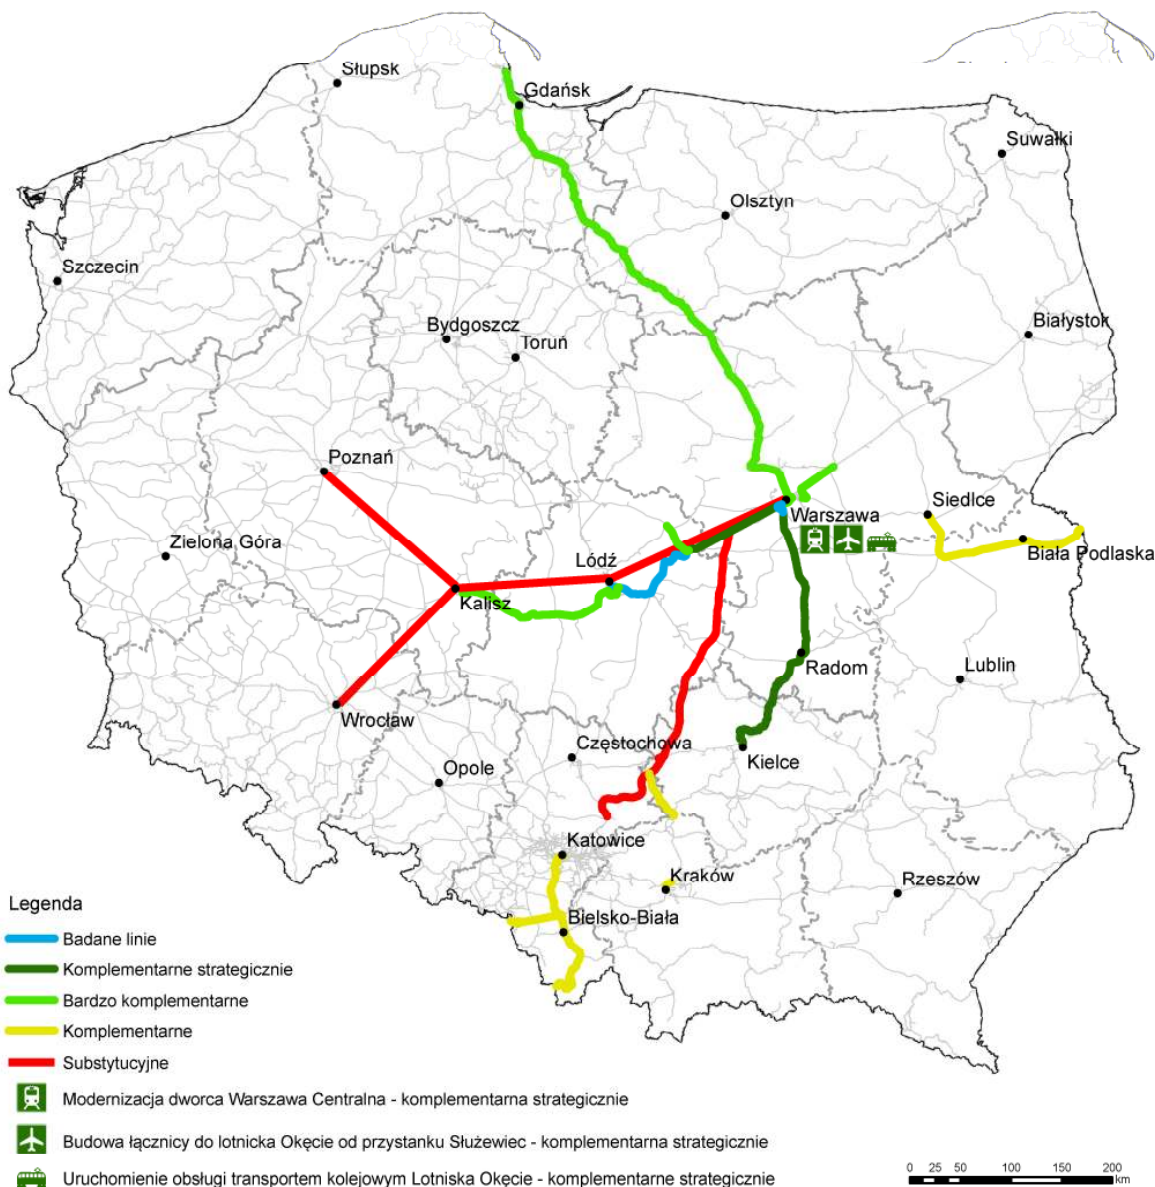 Słupsk
Gdańsk
Suwałki
Olsztyn
Szczecin
Białystok
Bydgoszcz
Toruń
Poznań
Siedlce
Warszawa
Zielona Góra
Biała Podlaska
Łódź
Kalisz
Radom
Lublin
Wrocław
Częstochowa
Kielce
Opole
Katowice
Kraków
Rzeszów
Bielsko-Biała
Legenda
Badane linie
Komplementarne strategicznie
Bardzo komplementarne
Komplementarne
Substytucyjne
Modernizacja dworca Warszawa Centralna - komplementarna strategicznie
Budowa łącznicy do lotnicka Okęcie od przystanku Służewiec - komplementarna strategicznie
Uruchomienie obsługi transportem kolejowym Lotniska Okęcie - komplementarne strategicznie
0 25 50 100 150 200
km